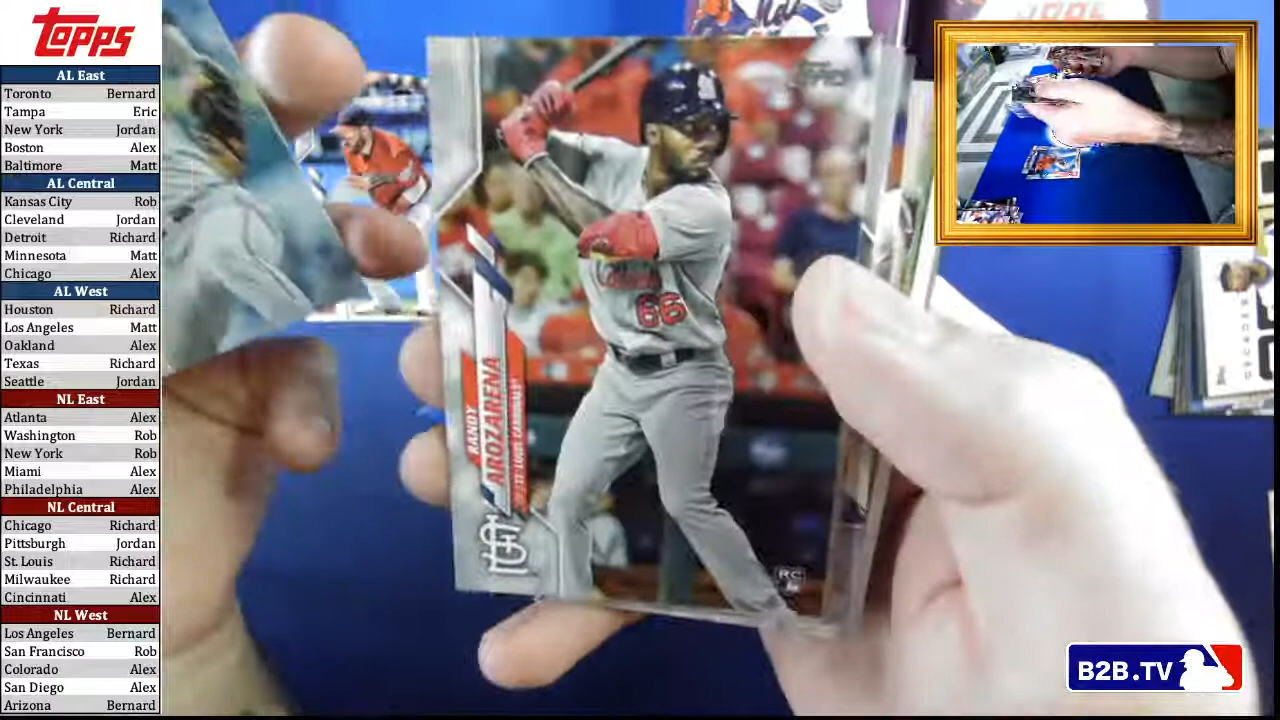 Topps
AL East
Toronto Bernard
Tampa Eric
New York Jordan
Boston Alex
Baltimore Matt
AL Central
Kansas City Rob
Cleveland Jordan
Detroit Richard
Minnesota Matt
Chicago Alex
AL West
Houston Richard
Los Angeles Matt
Oakland Alex
Texas Richard
Seattle Jordan
NL East
Atlanta Alex
Washington Rob
New York Rob
Miami Alex
Philadelphia Alex
NL Central
Chicago Richard
Pittsburgh Jordan
St. Louis Richard
Milwaukee Richard
Cincinnati Alex
NL West
Los Angeles Bernard
San Francisco Rob
Colorado Alex
San Diego Alex
Arizona Bernard
66
RANDY
AROZARENA
ST. LOUIS CARDINALS
STL
RC
B2B.TV